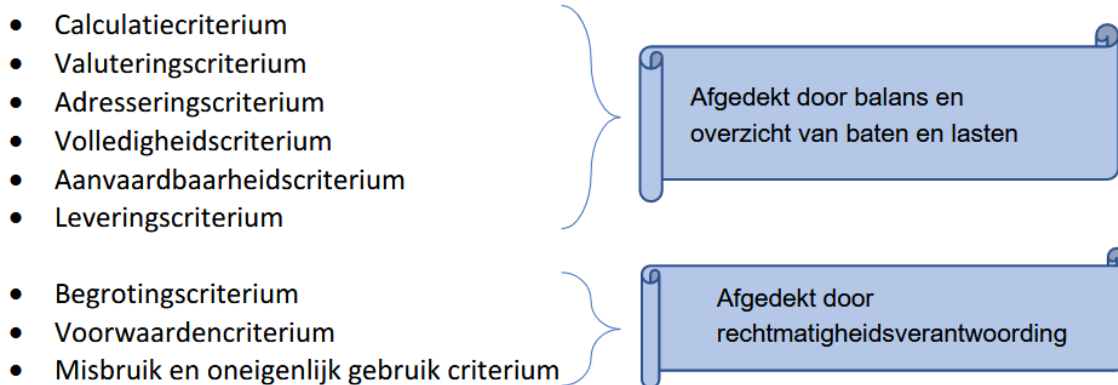 • Calculatiecriterium
• Valuteringscriterium
• Adresseringscriterium
• Volledigheidscriterium
• Aanvaardbaarheidscriterium
• Leveringscriterium
Afgedekt door balans en
overzicht van baten en lasten
• Begrotingscriterium
• Voorwaardencriterium
• Misbruik en oneigenlijk gebruik criterium
Afgedekt door
rechtmatigheidsverantwoording